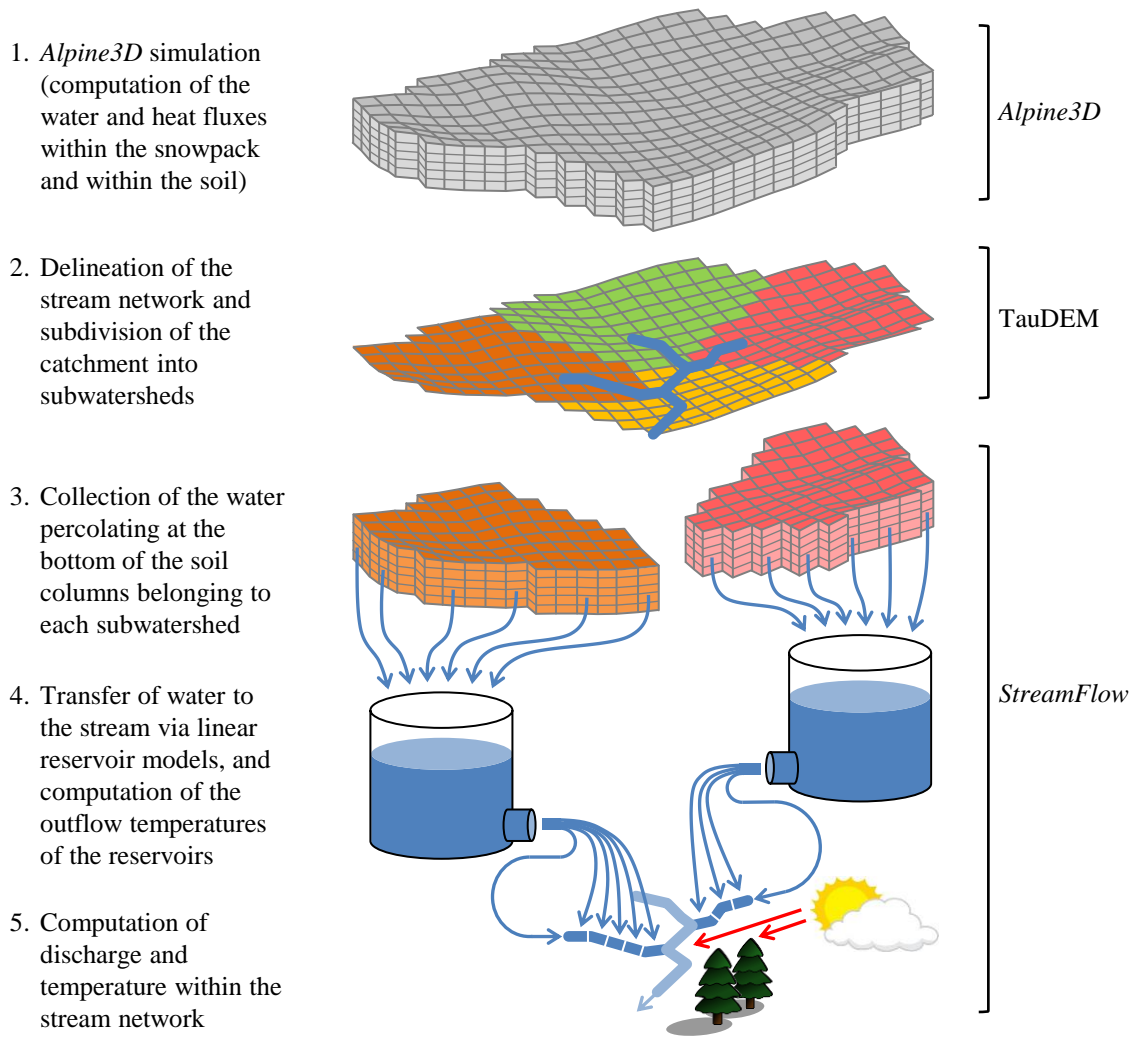 1. Alpine3D simulation
(computation of the
water and heat fluxes
within the snowpack
and within the soil)
Alpine3D
2. Delineation of the
stream network and
subdivision of the
catchment into
subwatersheds
TauDEM
3. Collection of the water
percolating at the
bottom of the soil
columns belonging to
each subwatershed
4. Transfer of water to
the stream via linear
reservoir models, and
computation of the
outflow temperatures
of the reservoirs
StreamFlow
5. Computation of
discharge and
temperature within the
stream network